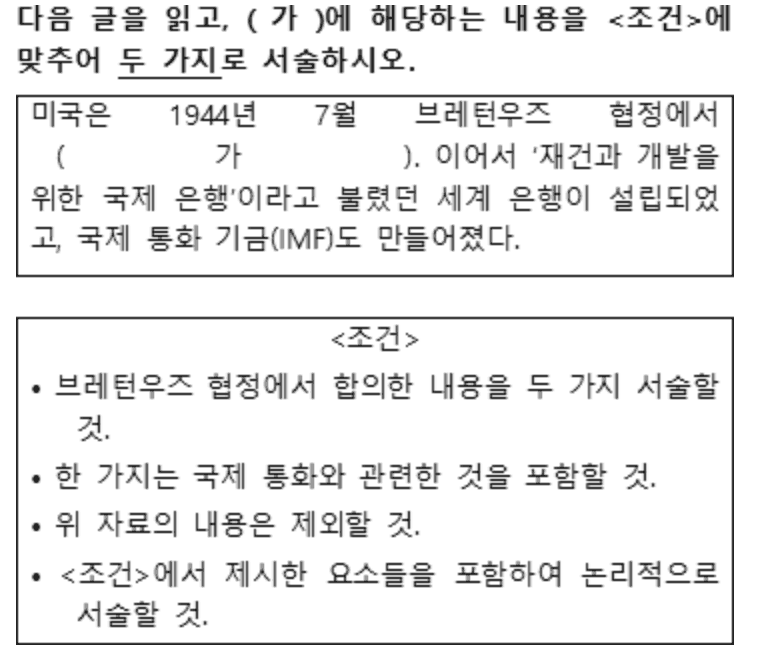 다음 글을 읽고, ( 가 )에 해당하는 내용을 <조건>에
맞추어 두 가지로 서술하시오.
미국은 1944년 7월 브레턴우즈 협정에서
( 가 ). 이어서 '재건과 개발을
위한 국제 은행'이라고 불렸던 세계 은행이 설립되었
고, 국제 통화 기금(IMF)도 만들어졌다.
<조건>
• 브레턴우즈 협정에서 합의한 내용을 두 가지 서술할
것.
• 한 가지는 국제 통화와 관련한 것을 포함할 것.
• 위 자료의 내용은 제외할 것.
• <조건>에서 제시한 요소들을 포함하여 논리적으로
서술할 것.